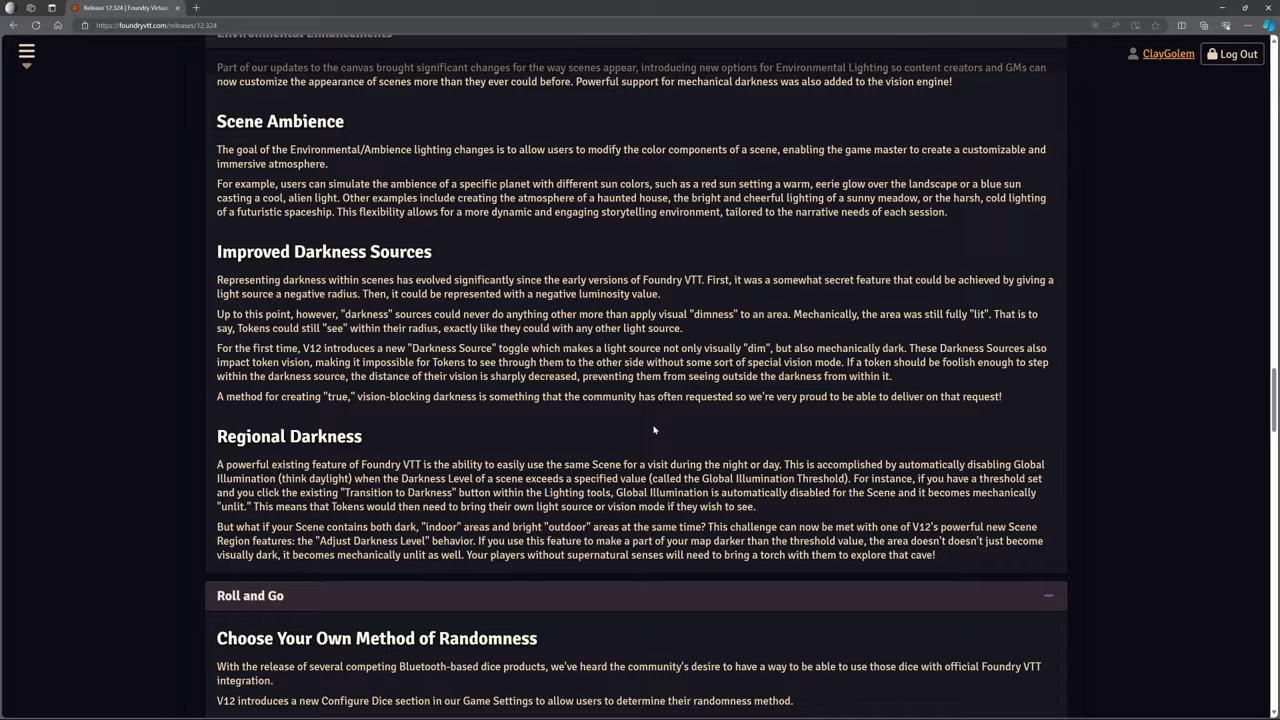 Release 12.324 | Foundry Virtual
https://foundryvtt.com/releases/12.324
ClayGolem
Log Out
Environmental Enhancements
Part of our updates to the canvas brought significant changes for the way scenes appear, introducing new options for Environmental Lighting so content creators and GMs can
now customize the appearance of scenes more than they ever could before. Powerful support for mechanical darkness was also added to the vision engine!
Scene Ambience
The goal of the Environmental/Ambience lighting changes is to allow users to modify the color components of a scene, enabling the game master to create a customizable and
immersive atmosphere.
For example, users can simulate the ambience of a specific planet with different sun colors, such as a red sun setting a warm, eerie glow over the landscape or a blue sun
casting a cool, alien light. Other examples include creating the atmosphere of a haunted house, the bright and cheerful lighting of a sunny meadow, or the harsh, cold lighting
of a futuristic spaceship. This flexibility allows for a more dynamic and engaging storytelling environment, tailored to the narrative needs of each session.
Improved Darkness Sources
Representing darkness within scenes has evolved significantly since the early versions of Foundry VTT. First, it was a somewhat secret feature that could be achieved by giving a
light source a negative radius. Then, it could be represented with a negative luminosity value.
Up to this point, however, "darkness" sources could never do anything other more than apply visual "dimness" to an area. Mechanically, the area was still fully "lit". That is to
say, Tokens could still "see" within their radius, exactly like they could with any other light source.
For the first time, V12 introduces a new "Darkness Source" toggle which makes a light source not only visually "dim", but also mechanically dark. These Darkness Sources also
impact token vision, making it impossible for Tokens to see through them to the other side without some sort of special vision mode. If a token should be foolish enough to step
within the darkness source, the distance of their vision is sharply decreased, preventing them from seeing outside the darkness from within it.
A method for creating "true," vision-blocking darkness is something that the community has often requested so we're very proud to be able to deliver on that request!
Regional Darkness
A powerful existing feature of Foundry VTT is the ability to easily use the same Scene for a visit during the night or day. This is accomplished by automatically disabling Global
Illumination (think daylight) when the Darkness Level of a scene exceeds a specified value (called the Global Illumination Threshold). For instance, if you have a threshold set
and you click the existing "Transition to Darkness" button within the Lighting tools, Global Illumination is automatically disabled for the Scene and it becomes mechanically
"unlit." This means that Tokens would then need to bring their own light source or vision mode if they wish to see.
But what if your Scene contains both dark, "indoor" areas and bright "outdoor" areas at the same time? This challenge can now be met with one of V12's powerful new Scene
Region features: the "Adjust Darkness Level" behavior. If you use this feature to make a part of your map darker than the threshold value, the area doesn't doesn't just become
visually dark, it becomes mechanically unlit as well. Your players without supernatural senses will need to bring a torch with them to explore that cave!
Roll and Go
Choose Your Own Method of Randomness
With the release of several competing Bluetooth-based dice products, we've heard the community's desire to have a way to be able to use those dice with official Foundry VTT
integration.
V12 introduces a new Configure Dice section in our Game Settings to allow users to determine their randomness method.